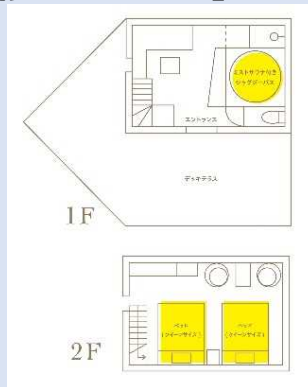 ミストサウナ付き
ジャグジーバス
エントランス
デッキテラス
1F
ベッド
(クイーンサイズ)
ベッド
(クイーンサイズ)
2F